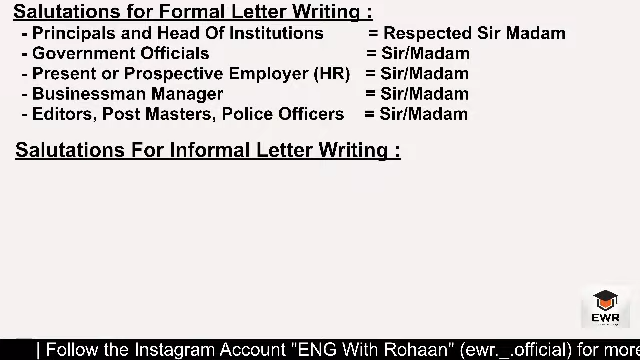 Salutations for Formal Letter Writing :
- Principals and Head Of Institutions = Respected Sir Madam
- Government Officials = Sir/Madam
- Present or Prospective Employer (HR) = Sir/Madam
- Businessman Manager = Sir/Madam
- Editors, Post Masters, Police Officers = Sir/Madam
Salutations For Informal Letter Writing :
EWR
| Follow the Instagram Account "ENG With Rohaan" (ewr._.official) for more